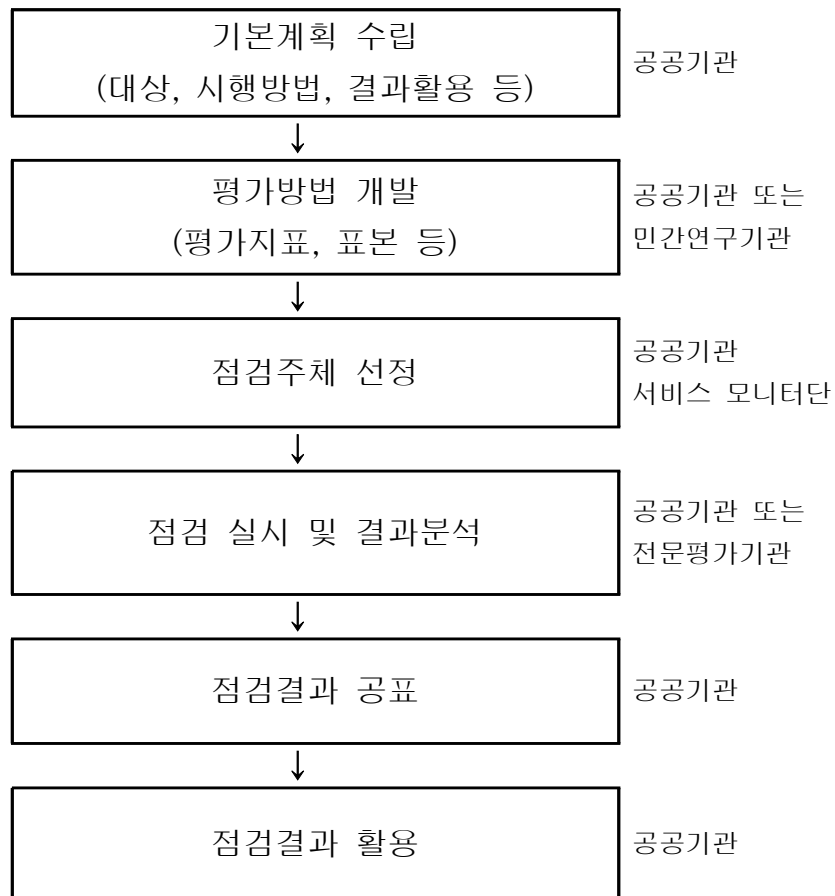 기본계획 수립
(대상, 시행방법, 결과활용 등)
공공기관
↓
평가방법 개발
(평가지표, 표본 등)
공공기관 또는
민간연구기관
↓
점검주체 선정
공공기관
서비스 모니터단
↓
점검 실시 및 결과분석
공공기관 또는
전문평가기관
↓
점검결과 공표
공공기관
↓
점검결과 활용
공공기관